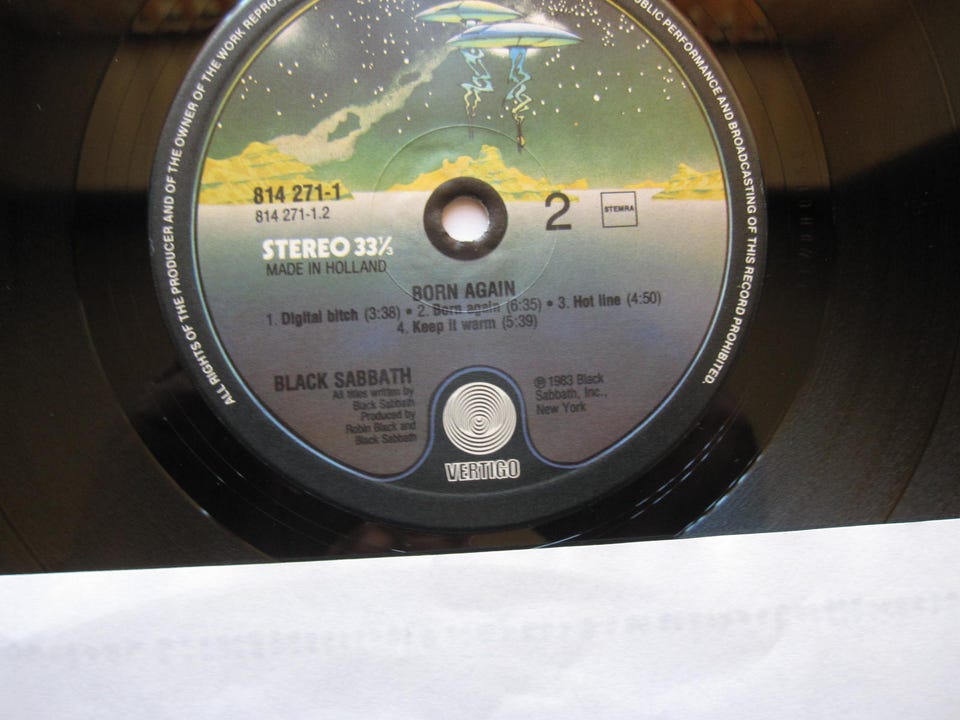 ALL RIGHTS OF THE PRODUCER AND OF THE OWNER OF THE WORK REPRO
PUBLIC PERFORMANCE AND BROADCASTING OF THIS RECORD PROHIBITED.
814 271-1
814 271-1.2
2
STEMRA
STEREO 33⅓
MADE IN HOLLAND
BORN AGAIN
1. Digital bitch (3:38) • 2. Born again (6:35) • 3. Hot line (4:50)
4. Keep it warm (5:39)
BLACK SABBATH
All titles written by
Black Sabbath
Produced by
Robin Black and
Black Sabbath
℗ 1983 Black
Sabbath, Inc.,
New York
VERTIGO